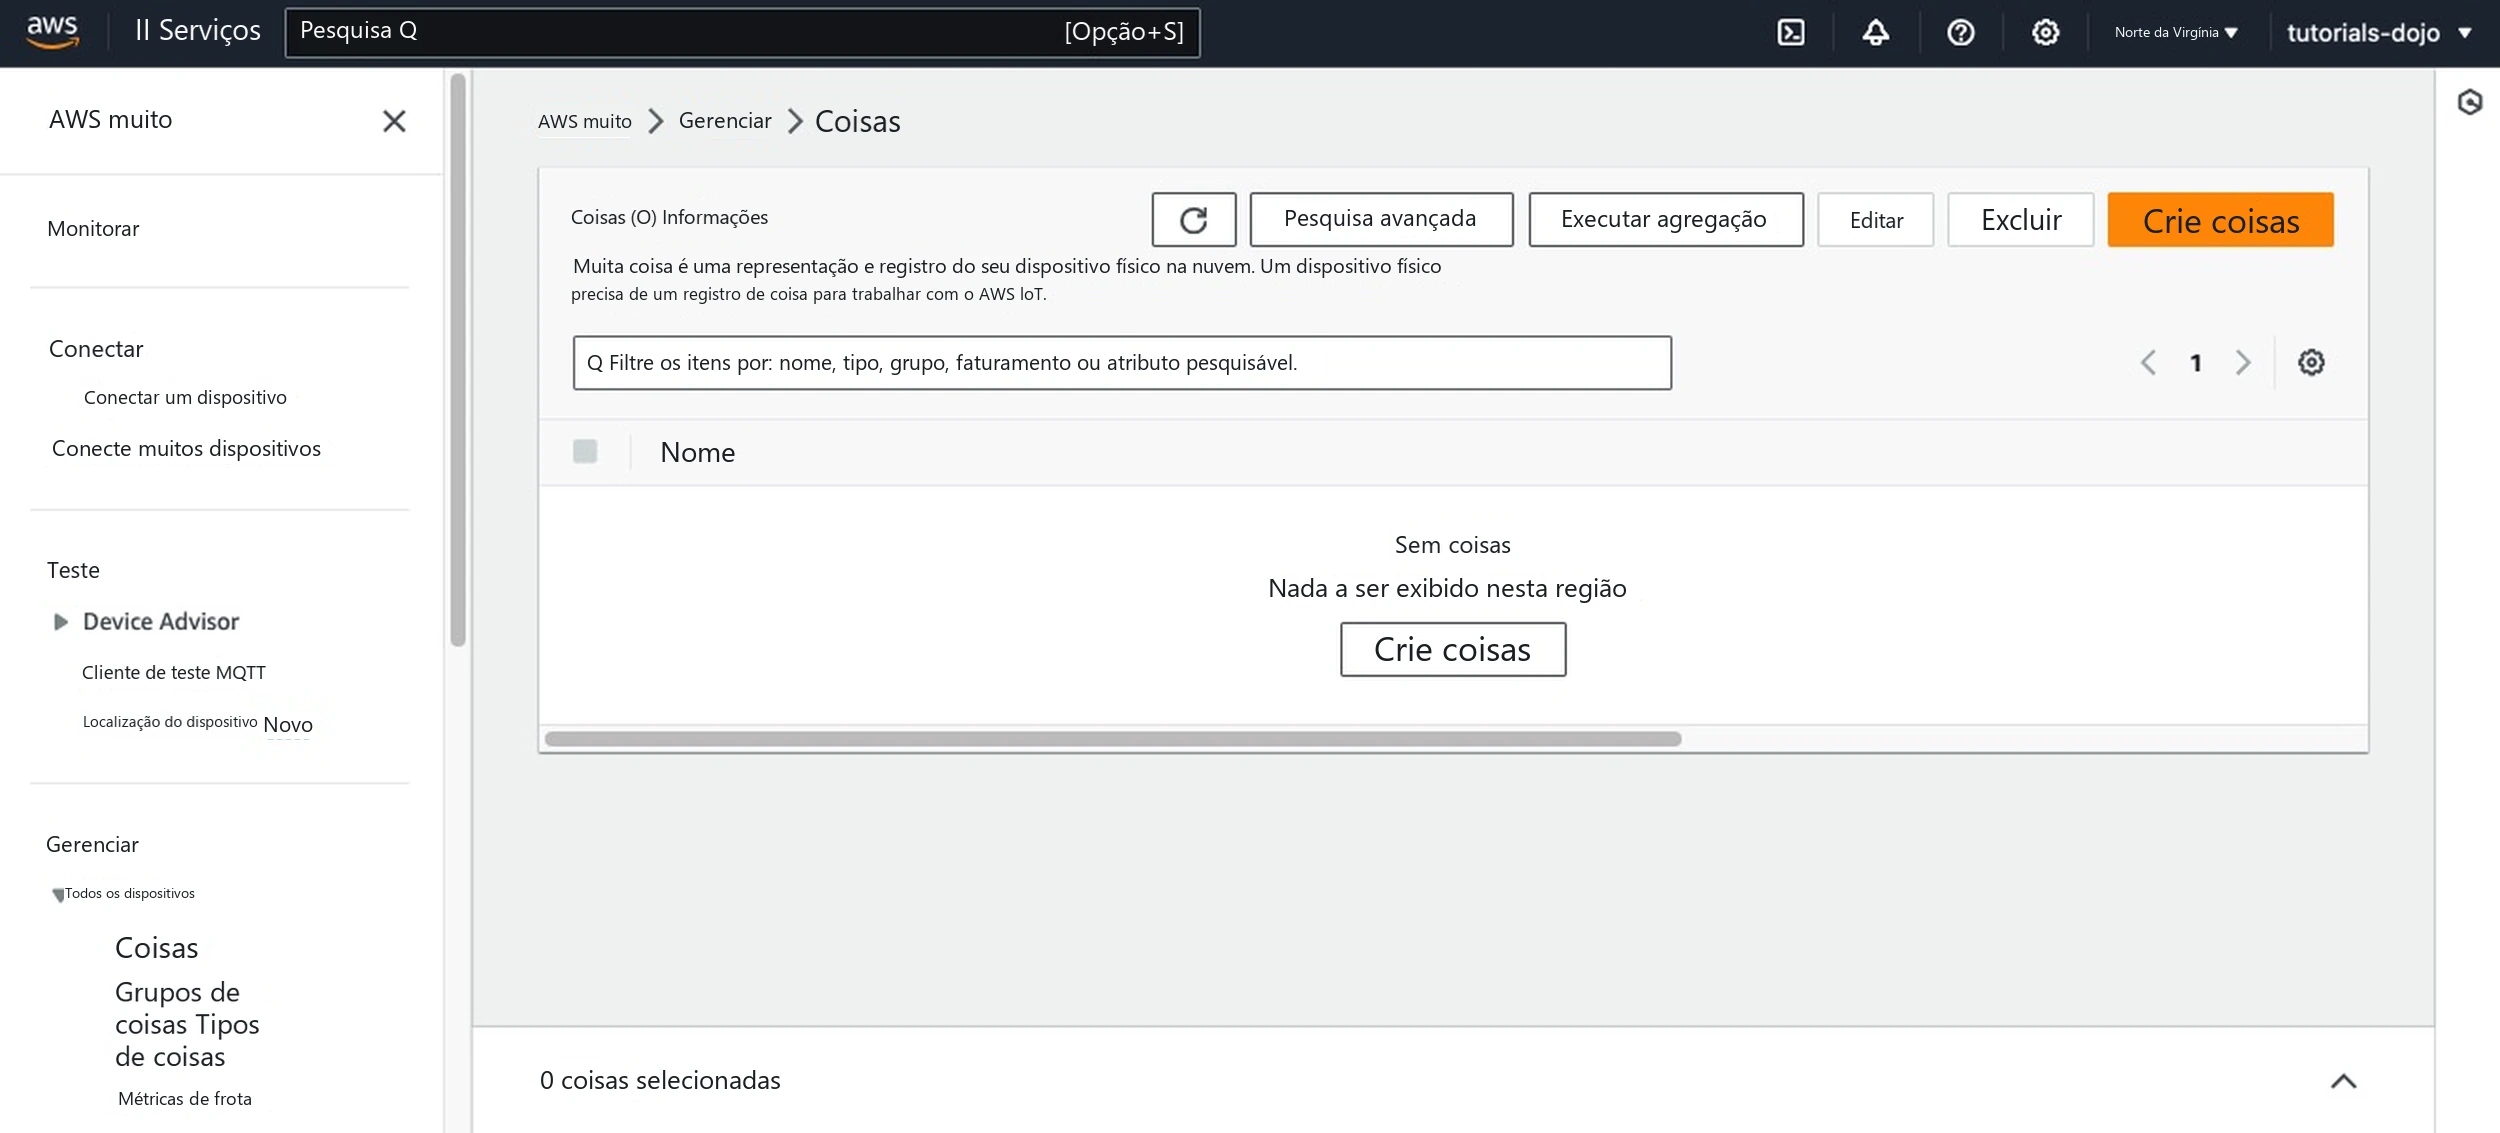 aws
II Serviços
Pesquisa Q
[Opção+S]
Norte da Virgínia
tutorials-dojo
AWS muito
Monitorar
Conectar
Conectar um dispositivo
Conecte muitos dispositivos
Teste
Device Advisor
Cliente de teste MQTT
Localização do dispositivo Novo
Gerenciar
Todos os dispositivos
Coisas
Grupos de
coisas Tipos
de coisas
Métricas de frota
AWS muito
Gerenciar
Coisas
Coisas (O) Informações
Pesquisa avançada
Executar agregação
Editar
Excluir
Crie coisas
Muita coisa é uma representação e registro do seu dispositivo físico na nuvem. Um dispositivo físico
precisa de um registro de coisa para trabalhar com o AWS loT.
Q Filtre os itens por: nome, tipo, grupo, faturamento ou atributo pesquisável.
1
Nome
Sem coisas
Nada a ser exibido nesta região
Crie coisas
0 coisas selecionadas